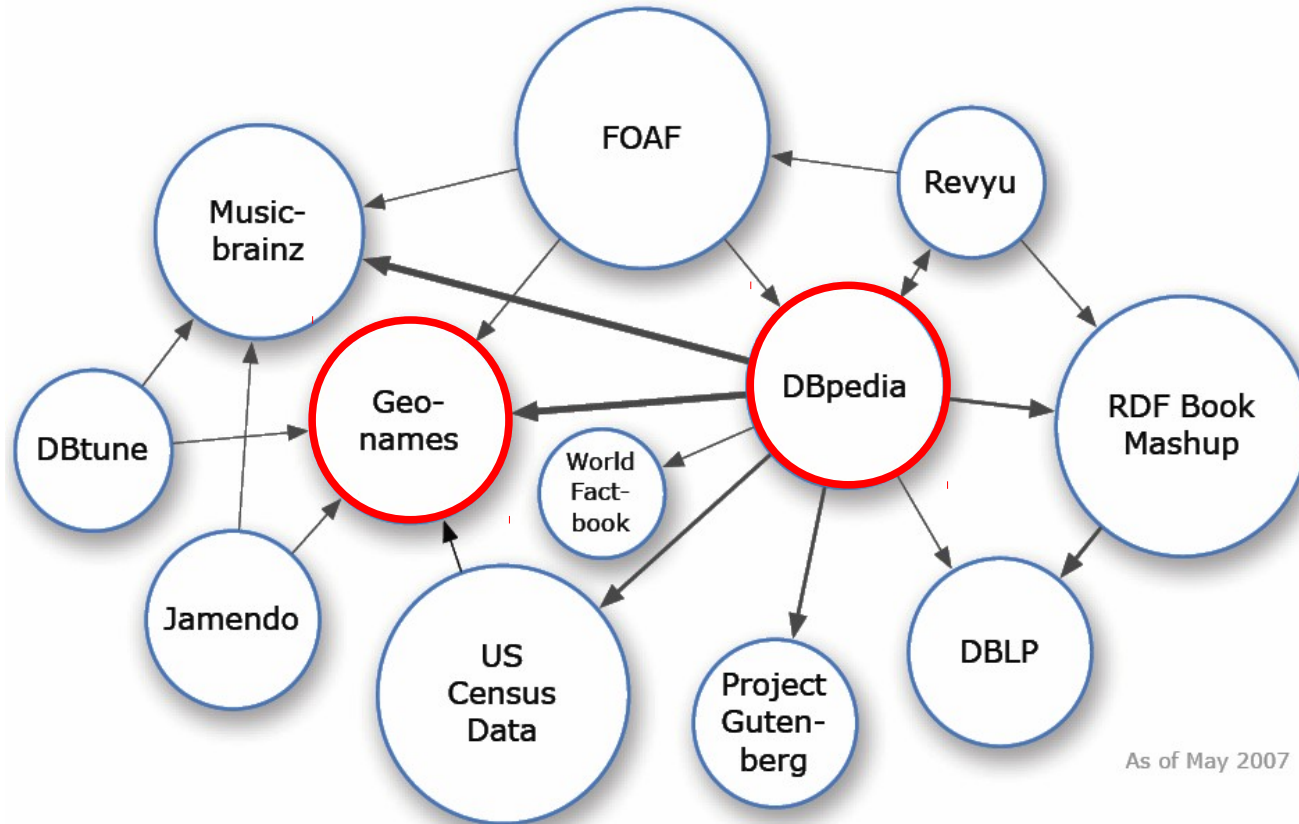 FOAF
Revyu
Music-
brainz
DBpedia
Geo-
names
RDF Book
Mashup
DBtune
World
Fact-
book
Jamendo
US
Census
Data
Project
Guten-
berg
DBLP
As of May 2007